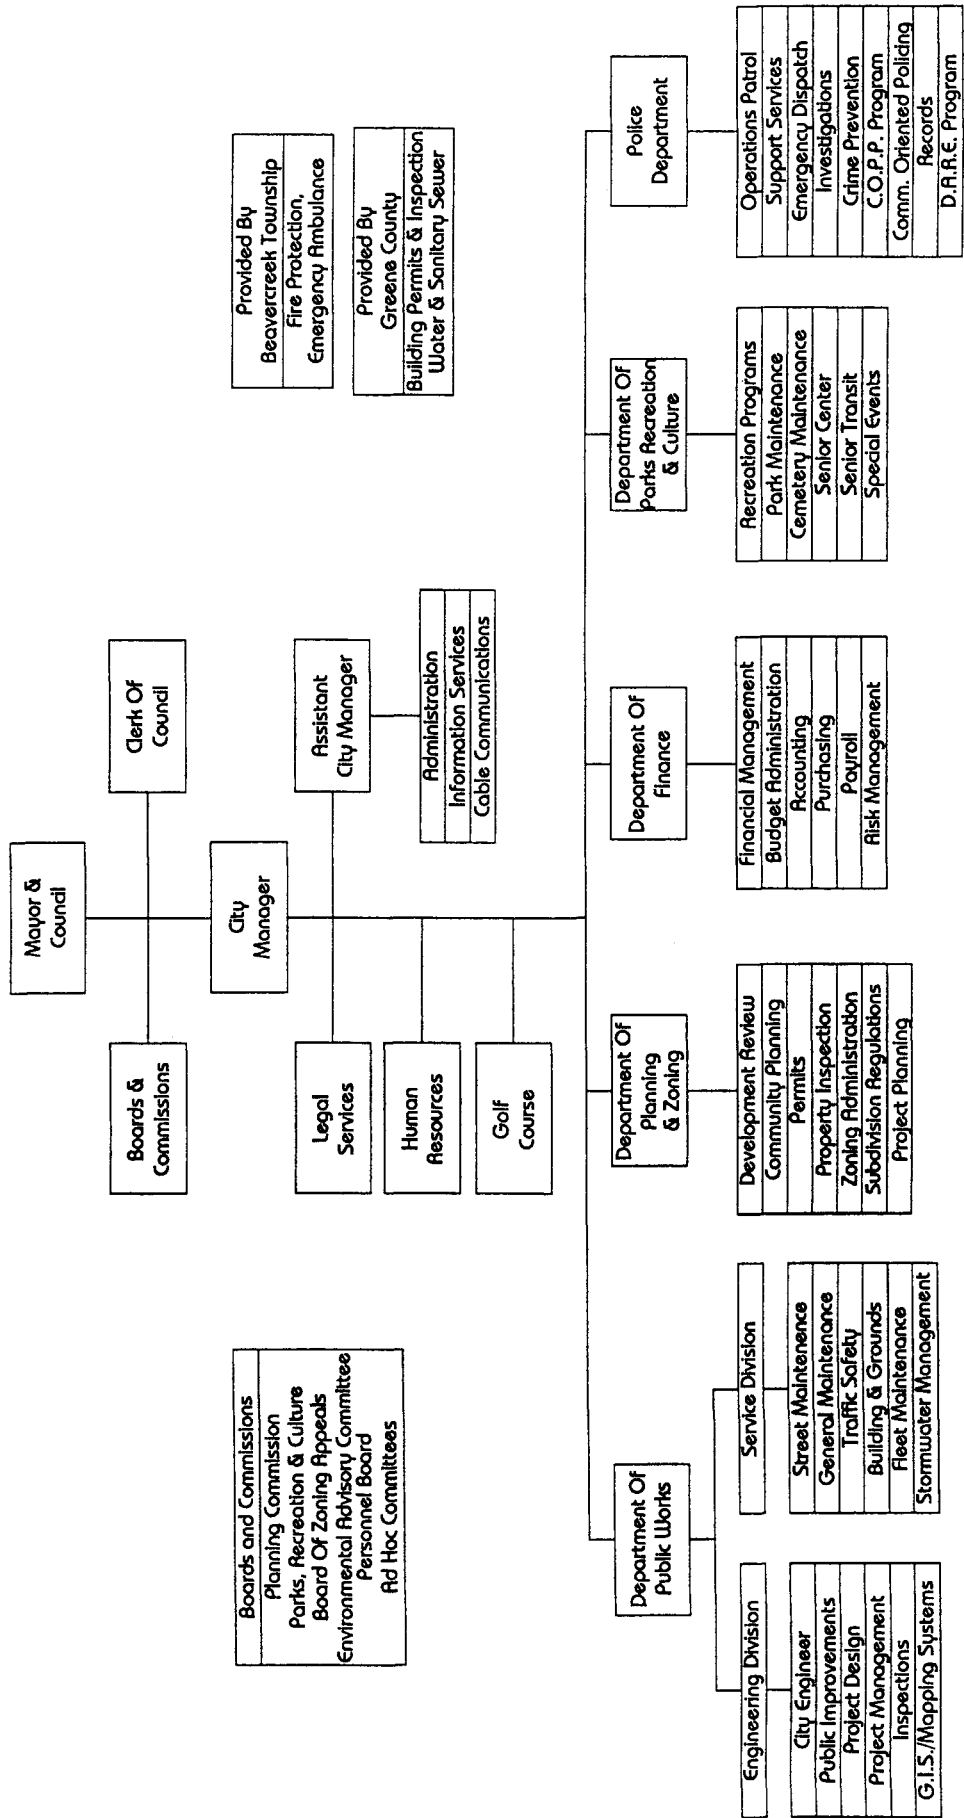 Mayor &
Council
Boards &
Commissions
Clerk Of
Council
City
Manager
Boards and Commissions
Planning Commission
Parks, Recreation & Culture
Board Of Zoning Appeals
Environmental Advisory Committee
Personnel Board
Ad Hoc Committees
Legal
Services
Human
Resources
Golf
Course
Assistant
City Manager
Administration
Information Services
Cable Communications
Provided By
Beavercreek Township
Fire Protection,
Emergency Ambulance
Provided By
Greene County
Building Permits & Inspection
Water & Sanitary Sewer
Department Of
Public Works
Engineering Division
City Engineer
Public Improvements
Project Design
Project Management
Inspections
G.I.S./Mapping Systems
Service Division
Street Maintenence
General Maintenance
Traffic Safety
Building & Grounds
Fleet Maintenance
Stormwater Management
Department Of
Planning
& Zoning
Development Review
Community Planning
Permits
Property Inspection
Zoning Administration
Subdivision Regulations
Project Planning
Department Of
Finance
Financial Management
Budget Administration
Accounting
Purchasing
Payroll
Risk Management
Department Of
Parks Recreation
& Culture
Recreation Programs
Park Maintenance
Cemetery Maintenance
Senior Center
Senior Transit
Special Events
Police
Department
Operations Patrol
Support Services
Emergency Dispatch
Investigations
Crime Prevention
C.O.P.P. Program
Comm. Oriented Policing
Records
D.A.R.E. Program